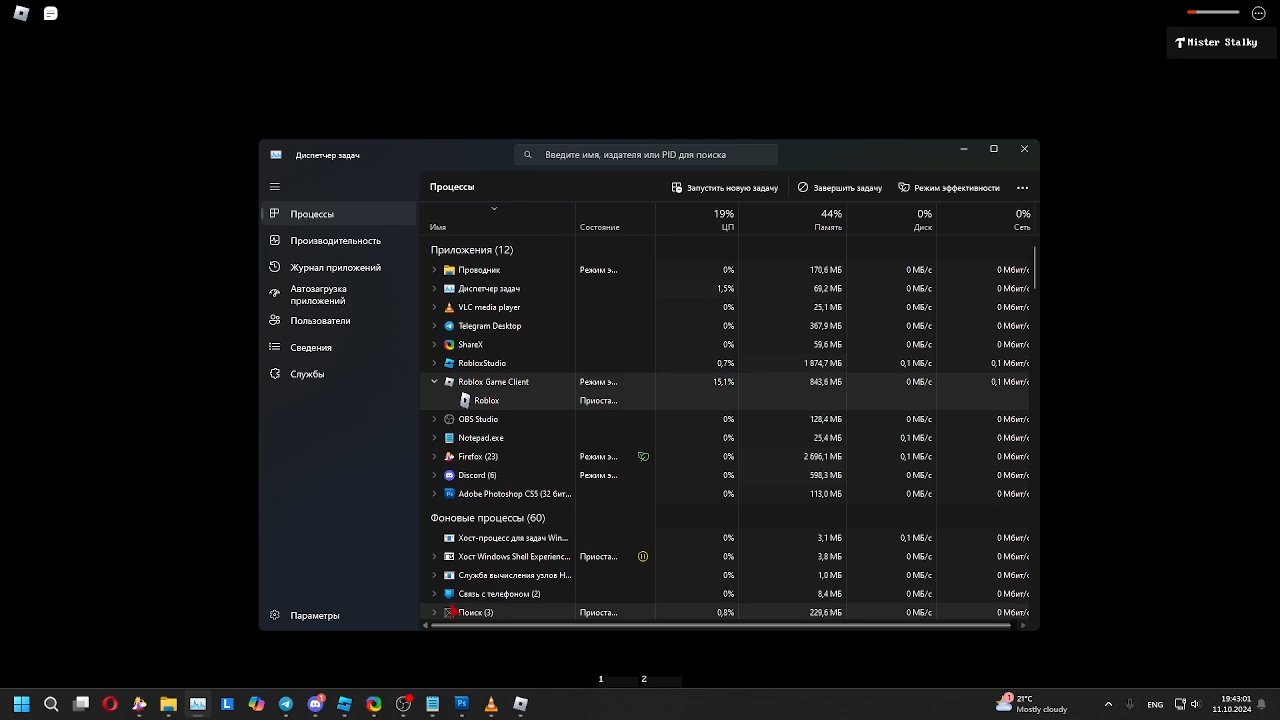 Mister Stalky
Диспетчер задач
Введите имя, издателя или PID для поиска
Процессы
Запустить новую задачу
Завершить задачу
Режим эффективности
Процессы
Производительность
Журнал приложений
Автозагрузка
приложений
Пользователи
Сведения
Службы
Параметры
19% 44% 0% 0%
Имя Состояние ЦП Память Диск Сеть
Приложения (12)
Проводник Режим э... 0% 170,6 МБ 0 МБ/с 0 Мбит/с
Диспетчер задач 1,5% 69,2 МБ 0 МБ/с 0 Мбит/с
VLC media player 0% 25,1 МБ 0 МБ/с 0 Мбит/с
Telegram Desktop 0% 367,9 МБ 0 МБ/с 0 Мбит/с
ShareX 0% 59,6 МБ 0 МБ/с 0 Мбит/с
RobloxStudio 0,7% 1 874,7 МБ 0,1 МБ/с 0,1 Мбит/с
Roblox Game Client Режим э... 15,1% 843,6 МБ 0 МБ/с 0,1 Мбит/с
Roblox Приоста...
OBS Studio 0% 128,4 МБ 0 МБ/с 0 Мбит/с
Notepad.exe 0% 25,4 МБ 0,1 МБ/с 0 Мбит/с
Firefox (23) Режим э... 0% 2 696,1 МБ 0,1 МБ/с 0 Мбит/с
Discord (6) Режим э... 0% 598,3 МБ 0 МБ/с 0 Мбит/с
Adobe Photoshop CS5 (32 бит... 0% 113,0 МБ 0 МБ/с 0 Мбит/с
Фоновые процессы (60)
Хост-процесс для задач Win... 0% 3,1 МБ 0,1 МБ/с 0 Мбит/с
Хост Windows Shell Experienc... Приоста... 0% 3,8 МБ 0 МБ/с 0 Мбит/с
Служба вычисления узлов H... 0% 1,0 МБ 0 МБ/с 0 Мбит/с
Связь с телефоном (2) 0% 8,4 МБ 0 МБ/с 0 Мбит/с
Поиск (3) Приоста... 0,8% 229,6 МБ 0 МБ/с 0 Мбит/с
1 2
21°C
Mostly cloudy
ENG
19:43:01
11.10.2024